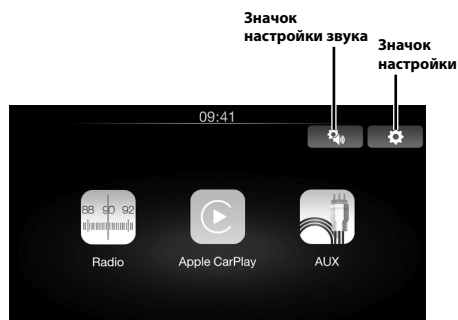 Значок
настройки звука
Значок
настройки
09:41
88 90 92
Radio
Apple CarPlay
AUX